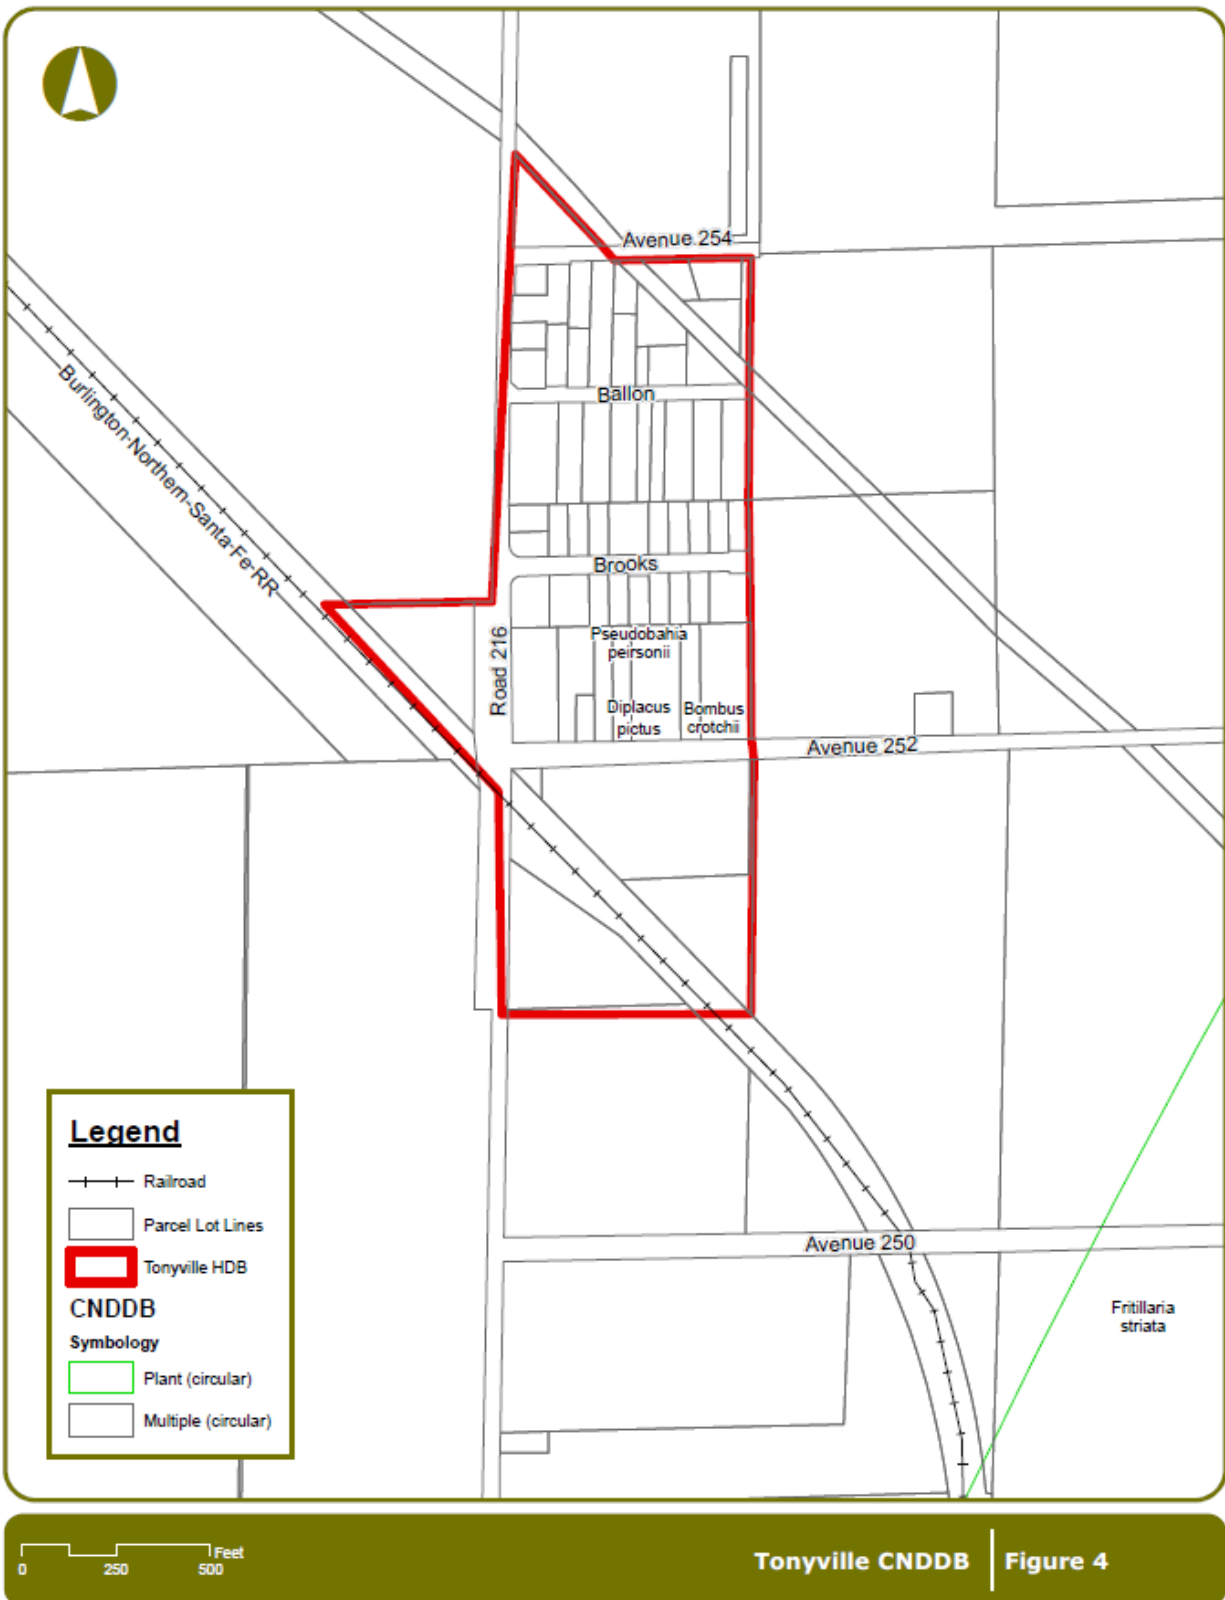 Avenue 254
Ballon
Burlington-Northern-Santa-Fe-RR
Brooks
Road 216
Pseudobahia
peirsonii
Diplacus
pictus
Bombus
crotchii
Avenue 252
Avenue 250
Fritillaria
striata
Legend
Railroad
Parcel Lot Lines
Tonyville HDB
CNDDB
Symbology
Plant (circular)
Multiple (circular)
Feet
0 250 500
Tonyville CNDDB Figure 4